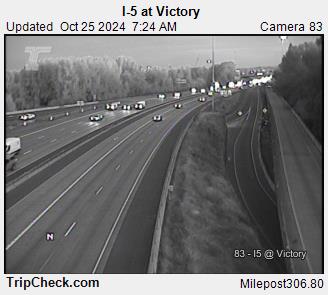 I-5 at Victory
Updated Oct 25 2024 7:24 AM Camera 83
T
N
83 - I5 @ Victory
TripCheck.com Milepost306.80